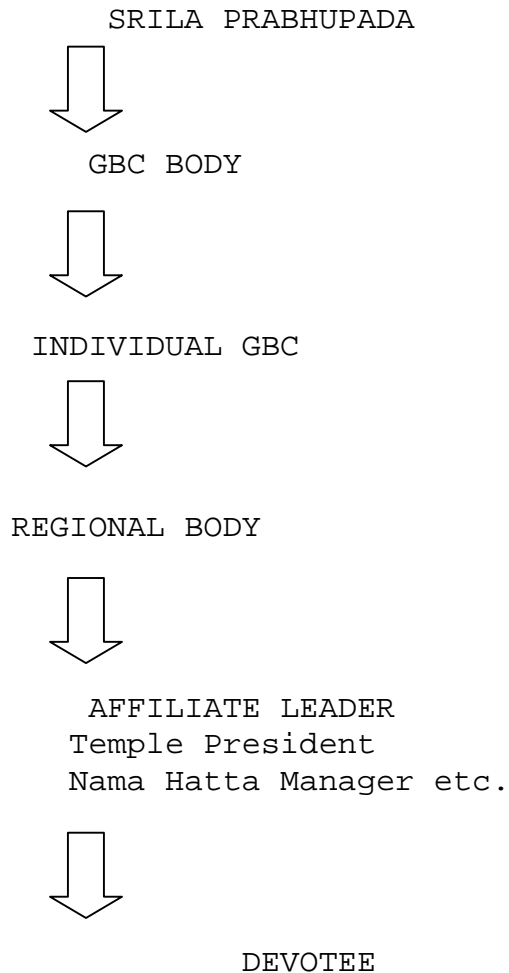 SRILA PRABHUPADA
GBC BODY
INDIVIDUAL GBC
REGIONAL BODY
AFFILIATE LEADER
Temple President
Nama Hatta Manager etc.
DEVOTEE